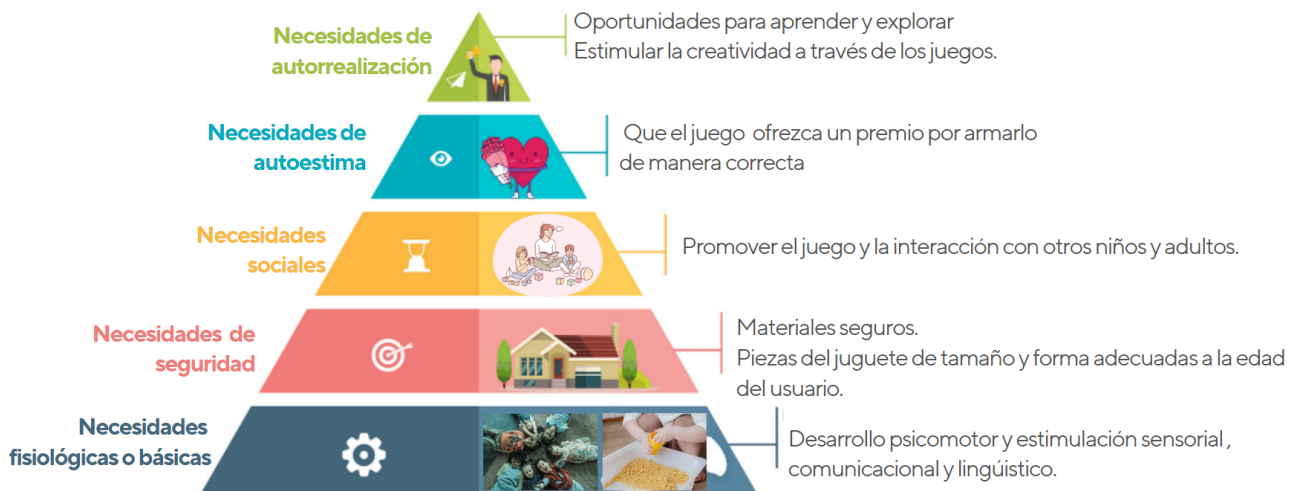 Necesidades de
autorrealización
Oportunidades para aprender y explorar
Estimular la creatividad a través de los juegos.
Necesidades de
autoestima
Que el juego ofrezca un premio por armarlo
de manera correcta
Necesidades
sociales
Promover el juego y la interacción con otros niños y adultos.
Necesidades de
seguridad
Materiales seguros.
Piezas del juguete de tamaño y forma adecuadas a la edad
del usuario.
Necesidades
fisiológicas o básicas
Desarrollo psicomotor y estimulación sensorial ,
comunicacional y lingúistico.